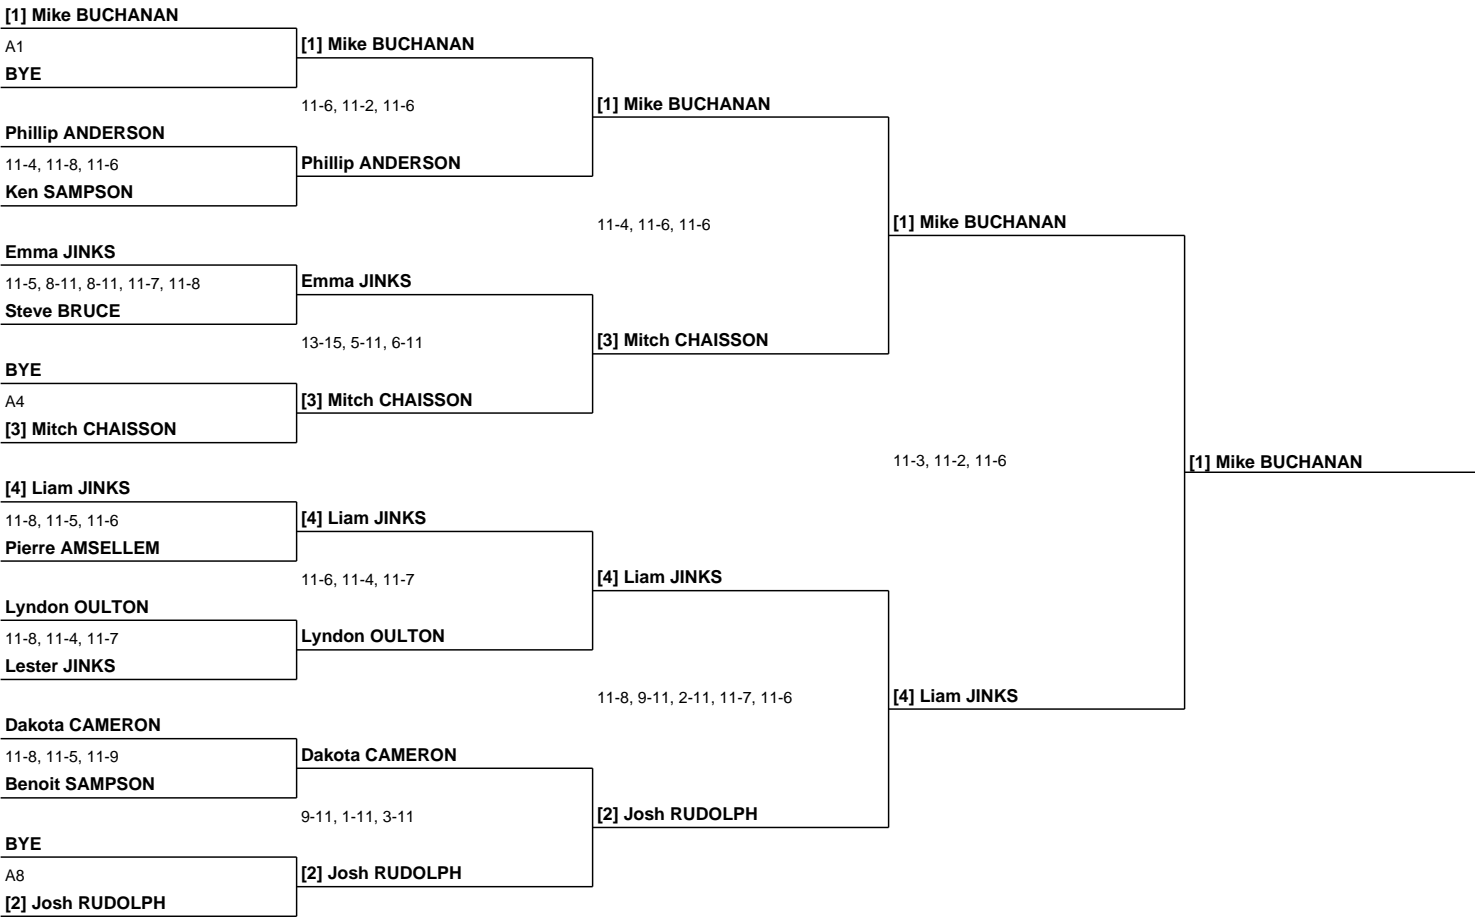 [1] Mike BUCHANAN
A1
BYE
Phillip ANDERSON
11-4, 11-8, 11-6
Ken SAMPSON
Emma JINKS
11-5, 8-11, 8-11, 11-7, 11-8
Steve BRUCE
BYE
A4
[3] Mitch CHAISSON
[4] Liam JINKS
11-8, 11-5, 11-6
Pierre AMSELLEM
Lyndon OULTON
11-8, 11-4, 11-7
Lester JINKS
Dakota CAMERON
11-8, 11-5, 11-9
Benoit SAMPSON
BYE
A8
[2] Josh RUDOLPH
[1] Mike BUCHANAN
11-6, 11-2, 11-6
Phillip ANDERSON
Emma JINKS
13-15, 5-11, 6-11
[3] Mitch CHAISSON
[4] Liam JINKS
11-6, 11-4, 11-7
Lyndon OULTON
Dakota CAMERON
9-11, 1-11, 3-11
[2] Josh RUDOLPH
[1] Mike BUCHANAN
11-4, 11-6, 11-6
[3] Mitch CHAISSON
[4] Liam JINKS
11-8, 9-11, 2-11, 11-7, 11-6
[2] Josh RUDOLPH
[1] Mike BUCHANAN
11-3, 11-2, 11-6
[4] Liam JINKS
[1] Mike BUCHANAN